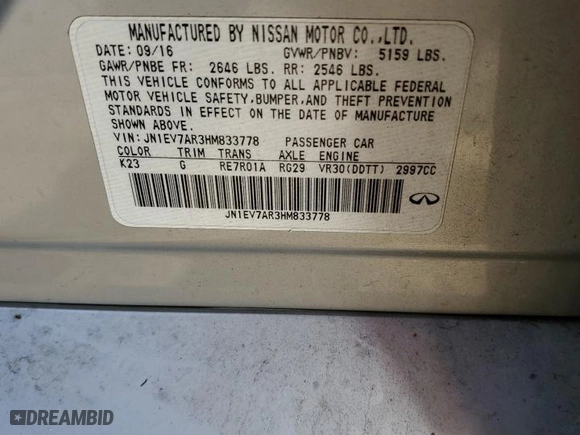 MANUFACTURED BY NISSAN MOTOR CO.,LTD.
DATE: 09/16 GVWR/PNBV: 5159 LBS.
GAWR/PNBE FR: 2646 LBS. RR: 2546 LBS.
THIS VEHICLE CONFORMS TO ALL APPLICABLE FEDERAL
MOTOR VEHICLE SAFETY,BUMPER,AND THEFT PREVENTION
STANDARDS IN EFFECT ON THE DATE OF MANUFACTURE
SHOWN ABOVE.
VIN: JN1EV7AR3HM833778 PASSENGER CAR
COLOR TRIM TRANS AXLE ENGINE
K23 G RE7R01A RG29 VR30(DDTT) 2997CC
JN1EV7AR3HM833778
DREAMBID